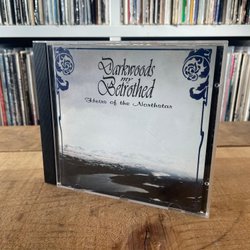 Darkwoods
my
Betrothed
Heirs of the Northstar